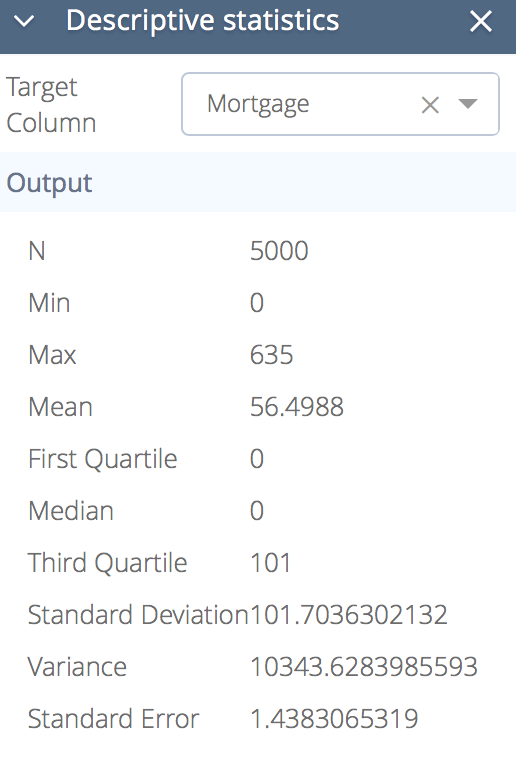 Descriptive statistics
Target
Column
Mortgage
Output
N 5000
Min 0
Max 635
Mean 56.4988
First Quartile 0
Median 0
Third Quartile 101
Standard Deviation 101.7036302132
Variance 10343.6283985593
Standard Error 1.4383065319